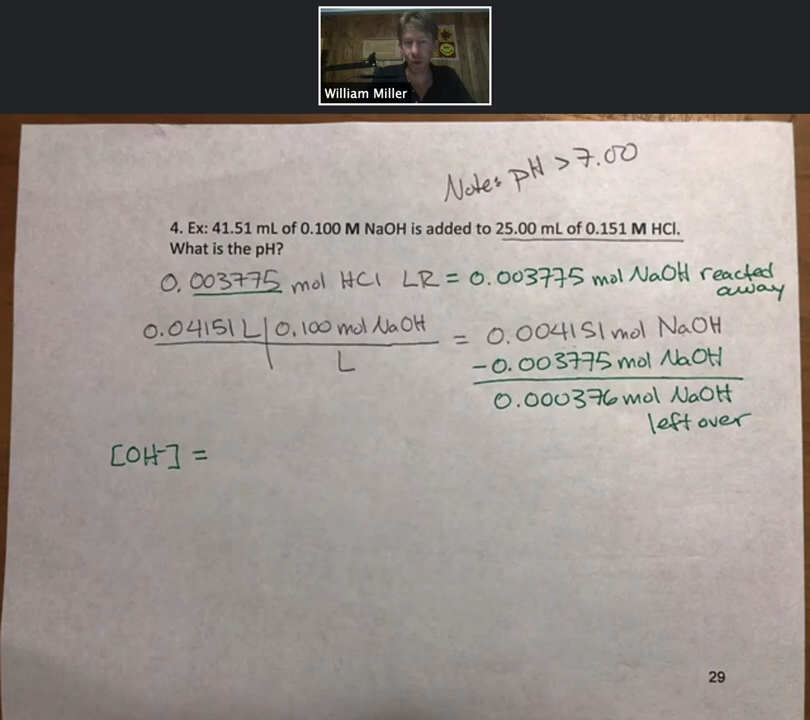 William Miller
Note: pH > 7.00
4. Ex: 41.51 mL of 0.100 M NaOH is added to 25.00 mL of 0.151 M HCl.
What is the pH?
0.003775 mol HCl LR = 0.003775 mol NaOH reacted
away
0.04151 L | 0.100 mol NaOH = 0.004151 mol NaOH
L
-0.003775 mol NaOH
0.000376 mol NaOH
left over
[OH-] =
29